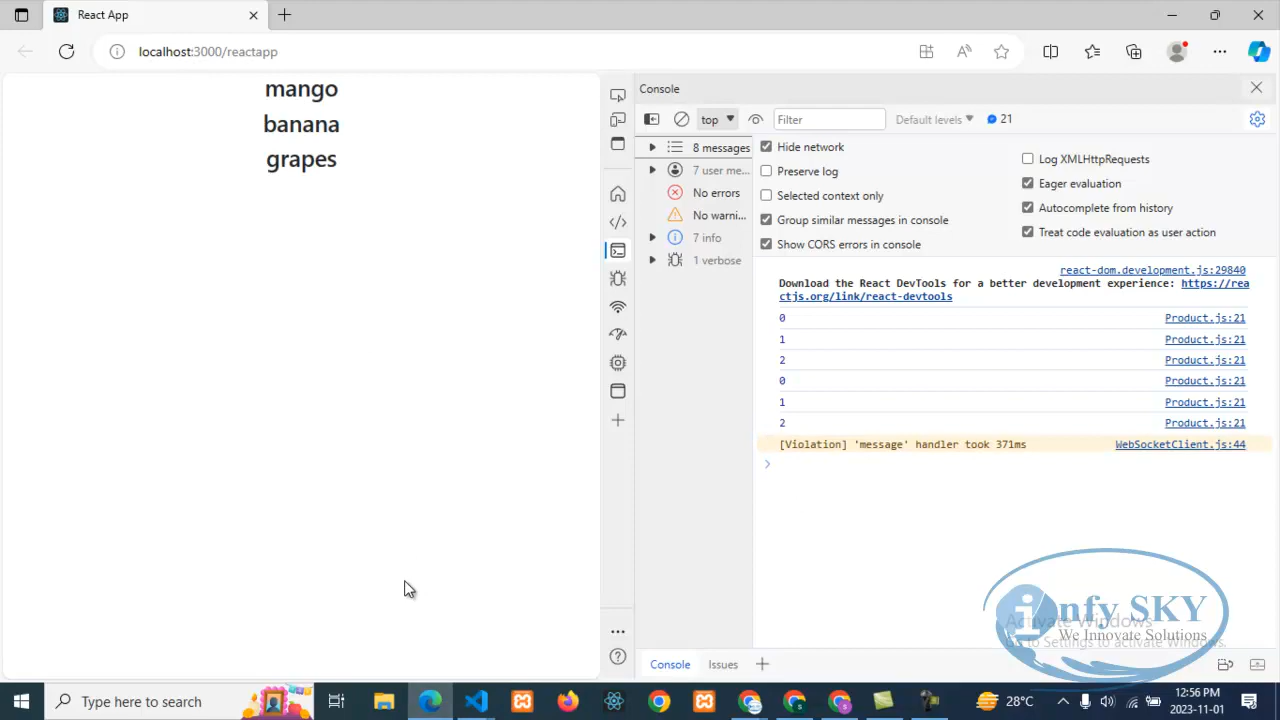 React App
localhost:3000/reactapp
mango
banana
grapes
Console
top
Filter
Default levels
21
8 messages
7 user me...
No errors
No warni...
7 info
1 verbose
Hide network
Preserve log
Selected context only
Group similar messages in console
Show CORS errors in console
Log XMLHttpRequests
Eager evaluation
Autocomplete from history
Treat code evaluation as user action
react-dom.development.js:29840
Download the React DevTools for a better development experience: https://rea
ctjs.org/link/react-devtools
0 Product.js:21
1 Product.js:21
2 Product.js:21
0 Product.js:21
1 Product.js:21
2 Product.js:21
[Violation] 'message' handler took 371ms WebSocketClient.js:44
infy SKY
We Innovate Solutions
Activate Windows
Go to Settings to activate Windows.
Console Issues
Type here to search
28°C
12:56 PM
2023-11-01